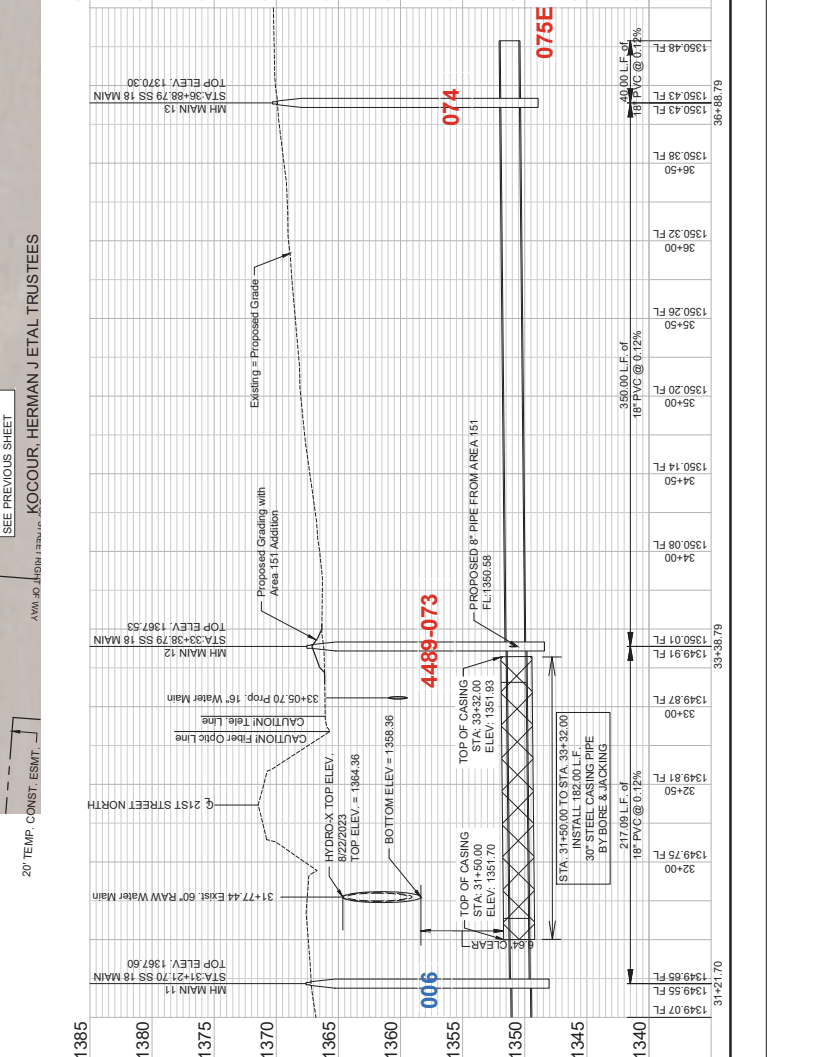 SEE PREVIOUS SHEET
KOCOUR, HERMAN J ETAL TRUSTEES
STREET RIGHT OF WAY
20' TEMP. CONST. ESMT.
1385
1380
1375
1370
1365
1360
1355
1350
1345
1340
MH MAIN 11
STA:31+21.70 SS 18 MAIN
TOP ELEV. 1367.60
31+77.44 Exist. 60" RAW Water Main
HYDRO-X TOP ELEV.
8/22/2023
TOP ELEV. = 1364.36
BOTTOM ELEV = 1358.36
6.64' CLEAR
℄ 21ST STREET NORTH
CAUTION! Fiber Optic Line
CAUTION! Tele. Line
33+05.70 Prop. 16" Water Main
MH MAIN 12
STA:33+38.79 SS 18 MAIN
TOP ELEV. 1367.53
Proposed Grading with
Area 151 Addition
Existing = Proposed Grade
MH MAIN 13
STA:36+88.79 SS 18 MAIN
TOP ELEV. 1370.30
006
4489-073
074
075E
TOP OF CASING
STA: 31+50.00
ELEV: 1351.70
TOP OF CASING
STA: 33+32.00
ELEV: 1351.93
PROPOSED 8" PIPE FROM AREA 151
FL:1350.58
STA. 31+50.00 TO STA. 33+32.00
INSTALL 182.00 L.F.
30" STEEL CASING PIPE
BY BORE & JACKING
217.09 L.F. of
18" PVC @ 0.12%
350.00 L.F. of
18" PVC @ 0.12%
40.00 L.F. of
18" PVC @ 0.12%
1349.07 FL
1349.55 FL
1349.65 FL
31+21.70
1349.75 FL
32+00
1349.81 FL
32+50
1349.87 FL
33+00
1349.91 FL
1350.01 FL
33+38.79
1350.08 FL
34+00
1350.14 FL
34+50
1350.20 FL
35+00
1350.26 FL
35+50
1350.32 FL
36+00
1350.38 FL
36+50
1350.43 FL
1350.43 FL
36+88.79
1350.48 FL